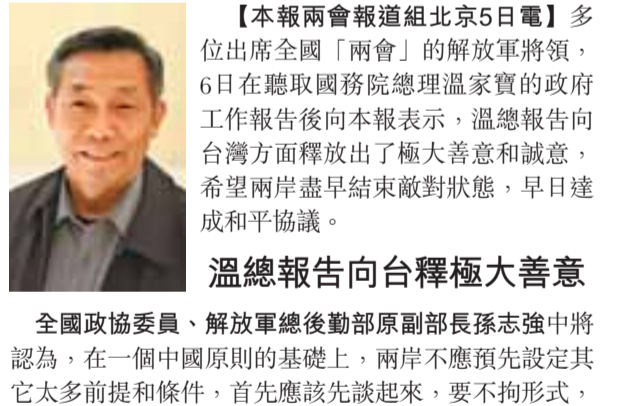 【本報兩會報道組北京5日電】多
位出席全國「兩會」的解放軍將領，
6日在聽取國務院總理溫家寶的政府
工作報告後向本報表示，溫總報告向
台灣方面釋放出了極大善意和誠意，
希望兩岸盡早結束敵對狀態，早日達
成和平協議。
溫總報告向台釋極大善意
全國政協委員、解放軍總後勤部原副部長孫志強中將
認為，在一個中國原則的基礎上，兩岸不應預先設定其
它太多前提和條件，首先應該先談起來，要不拘形式，